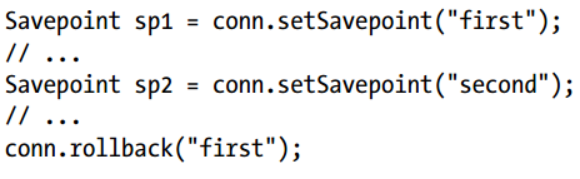 Savepoint sp1 = conn.setSavepoint("first");
// ...
Savepoint sp2 = conn.setSavepoint("second");
// ...
conn.rollback("first");